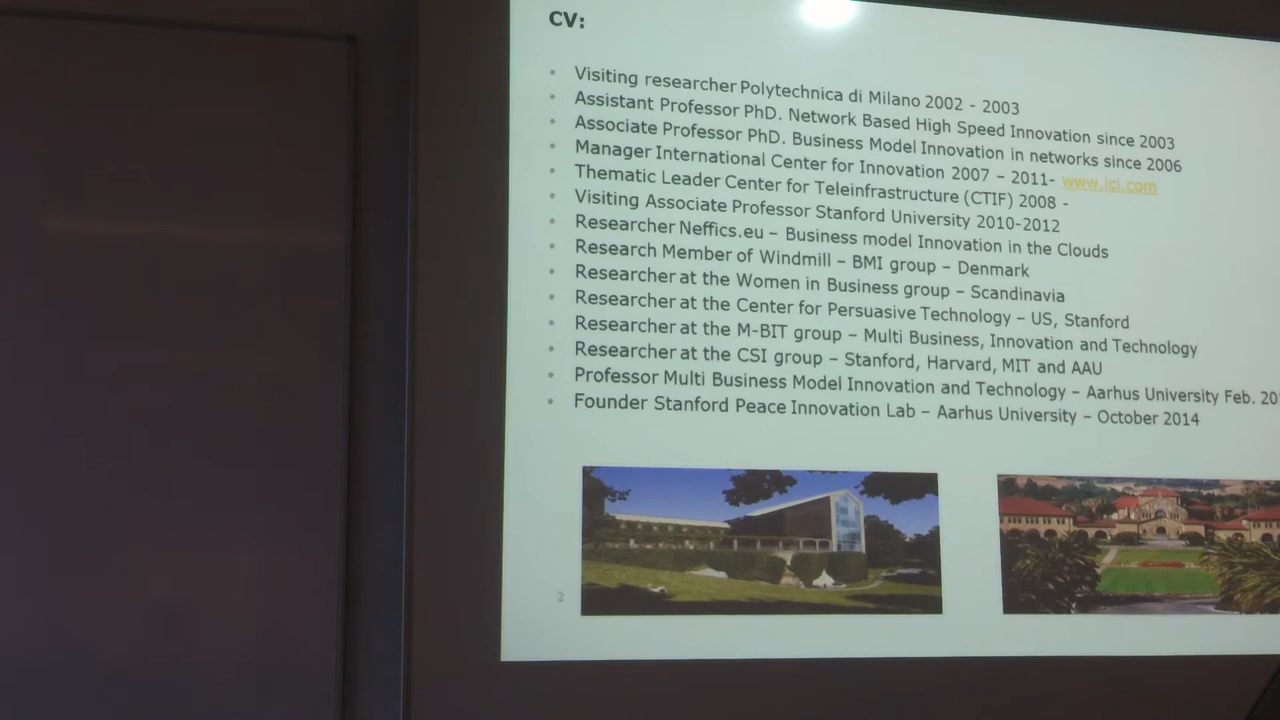 CV:
• Visiting researcher Polytechnica di Milano 2002 - 2003
• Assistant Professor PhD. Network Based High Speed Innovation since 2003
• Associate Professor PhD. Business Model Innovation in networks since 2006
• Manager International Center for Innovation 2007 – 2011- www.ici.com
• Thematic Leader Center for Teleinfrastructure (CTIF) 2008 -
• Visiting Associate Professor Stanford University 2010-2012
• Researcher Neffics.eu – Business model Innovation in the Clouds
• Research Member of Windmill – BMI group – Denmark
• Researcher at the Women in Business group – Scandinavia
• Researcher at the Center for Persuasive Technology – US, Stanford
• Researcher at the M-BIT group – Multi Business, Innovation and Technology
• Researcher at the CSI group – Stanford, Harvard, MIT and AAU
• Professor Multi Business Model Innovation and Technology – Aarhus University Feb.
• Founder Stanford Peace Innovation Lab – Aarhus University – October 2014
2